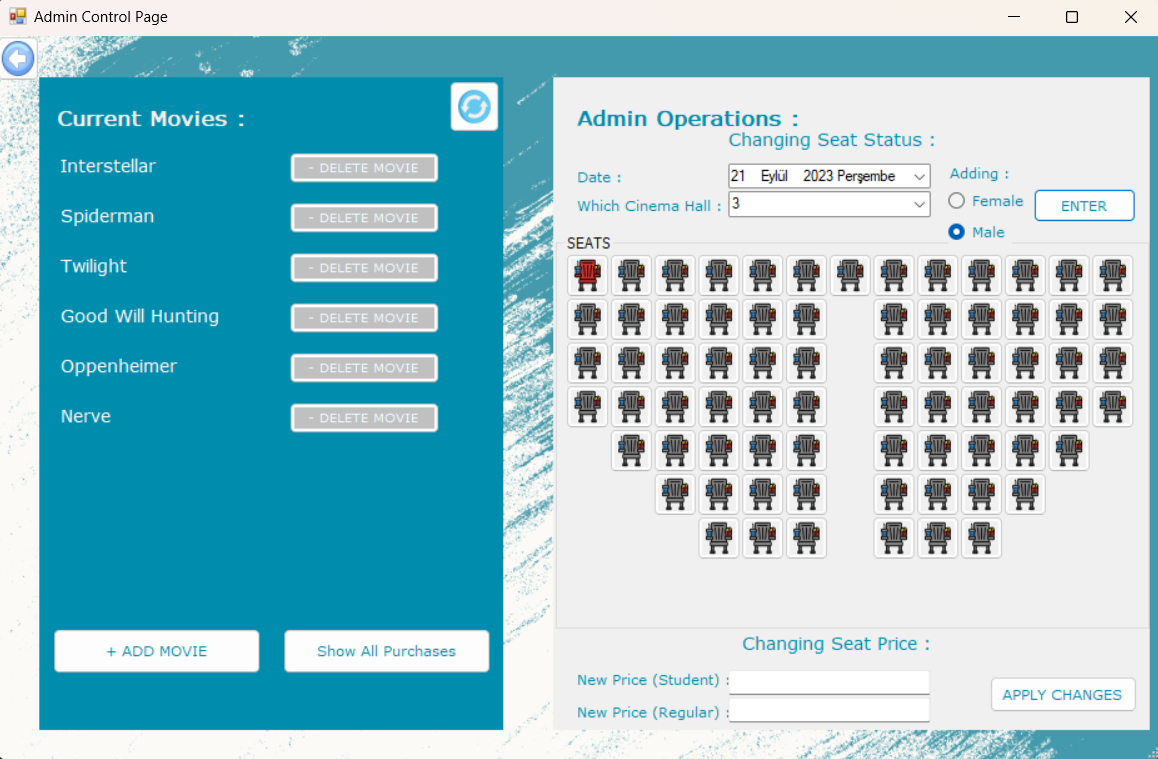 Admin Control Page
Current Movies :
Interstellar
- DELETE MOVIE
Spiderman
- DELETE MOVIE
Twilight
- DELETE MOVIE
Good Will Hunting
- DELETE MOVIE
Oppenheimer
- DELETE MOVIE
Nerve
- DELETE MOVIE
+ ADD MOVIE
Show All Purchases
Admin Operations :
Changing Seat Status :
Date :
21 Eylül 2023 Perşembe
Which Cinema Hall :
3
Adding :
Female
Male
ENTER
SEATS
Changing Seat Price :
New Price (Student) :
New Price (Regular) :
APPLY CHANGES